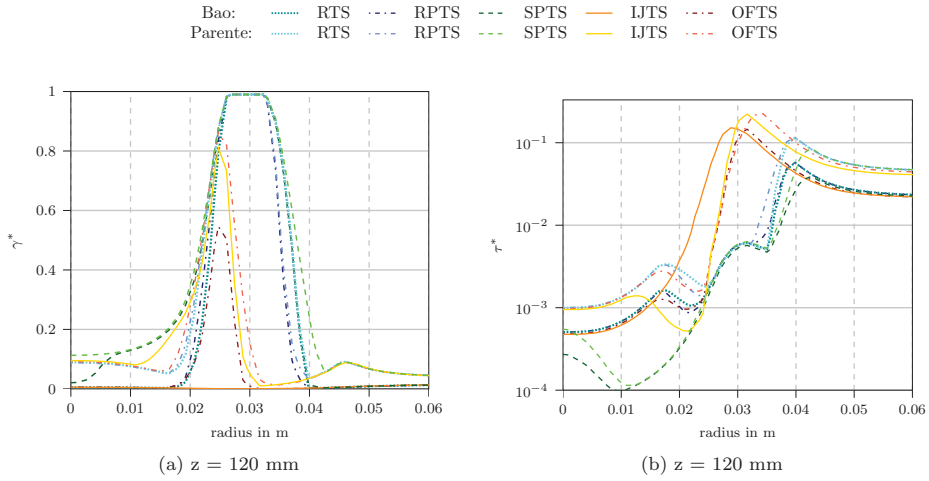 Bao: RTS RPTS SPTS IJTS OFTS
Parente: RTS RPTS SPTS IJTS OFTS
1
0.8
0.6
0.4
0.2
0
γ*
0 0.01 0.02 0.03 0.04 0.05 0.06
radius in m
(a) z = 120 mm
10⁻¹
10⁻²
10⁻³
10⁻⁴
τ*
0 0.01 0.02 0.03 0.04 0.05 0.06
radius in m
(b) z = 120 mm